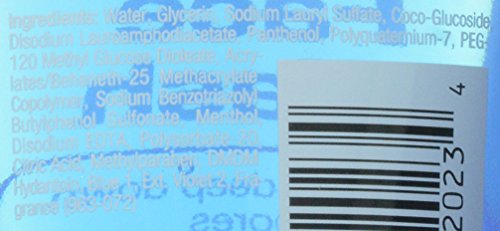 Ingredients: Water, Glycerin, Sodium Lauryl Sulfate, Coco-Glucoside
Disodium Lauroamphodiacetate, Panthenol, Polyquaternium-7, PEG-
120 Methyl Glucose Dioleate, Acry-
lates/Beheneth-25 Methacrylate
Copolymer, Sodium Benzotriazolyl
Butylphenol Sulfonate, Menthol
Disodium EDTA, Polysorbate 20
Citric Acid, Methylparaben, DMDM
Hydantoin, Blue 1, Ext. Violet 2, Fra
grance (963-072)
deep
pores
2023
4